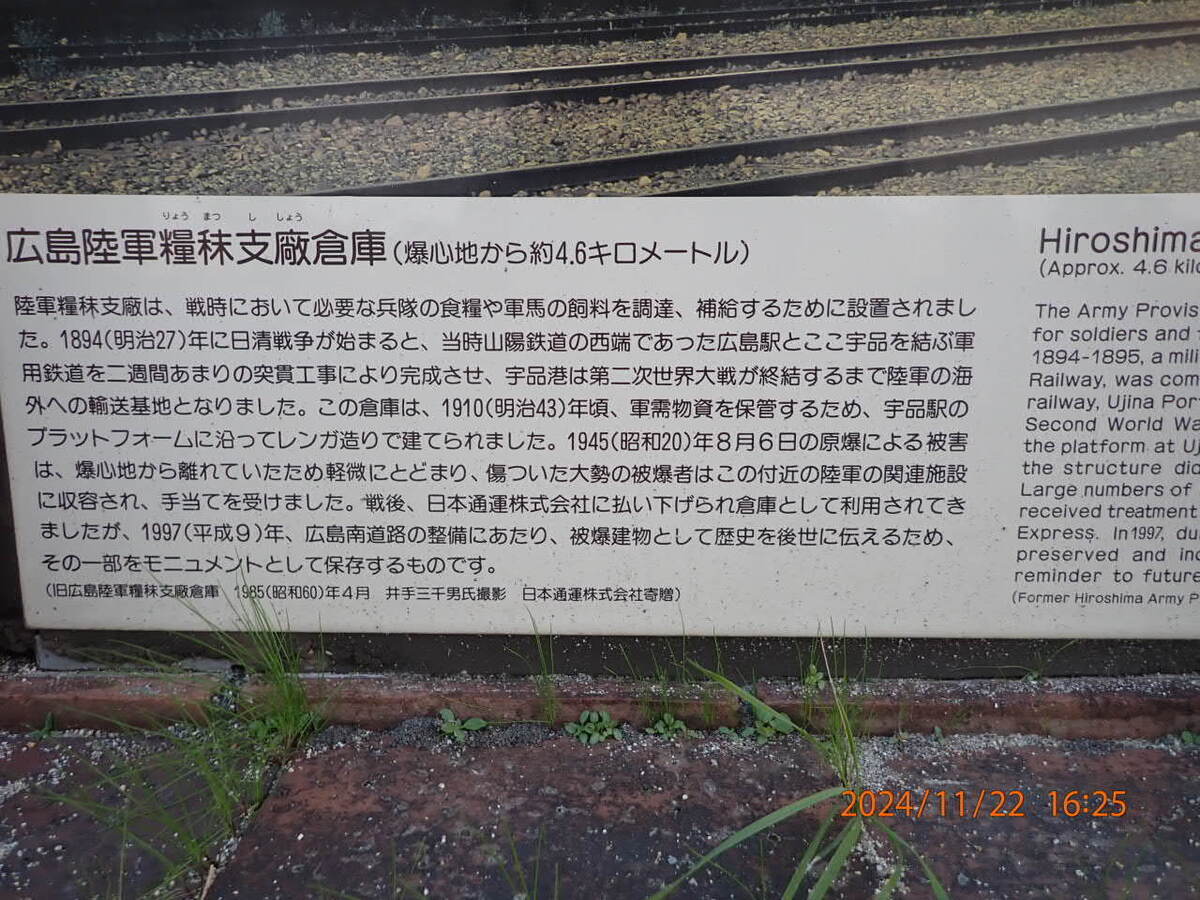 りょう まつ し しょう
広島陸軍糧秣支廠倉庫(爆心地から約4.6キロメートル)
陸軍糧秣支廠は、戦時において必要な兵隊の食糧や軍馬の飼料を調達、補給するために設置されまし
た。1894(明治27)年に日清戦争が始まると、当時山陽鉄道の西端であった広島駅とここ宇品を結ぶ軍
用鉄道を二週間あまりの突貫工事により完成させ、宇品港は第二次世界大戦が終結するまで陸軍の海
外への輸送基地となりました。この倉庫は、1910(明治43)年頃、軍需物資を保管するため、宇品駅の
プラットフォームに沿ってレンガ造りで建てられました。1945(昭和20)年8月6日の原爆による被害
は、爆心地から離れていたため軽微にとどまり、傷ついた大勢の被爆者はこの付近の陸軍の関連施設
に収容され、手当てを受けました。戦後、日本通運株式会社に払い下げられ倉庫として利用されてき
ましたが、1997(平成9)年、広島南道路の整備にあたり、被爆建物として歴史を後世に伝えるため、
その一部をモニュメントとして保存するものです。
(旧広島陸軍糧秣支廠倉庫 1985(昭和60)年4月 井手三千男氏撮影 日本通運株式会社寄贈)
Hiroshima
(Approx. 4.6 kilo
The Army Provis
for soldiers and
1894-1895, a mili
Railway, was com
railway, Ujina Por
Second World Wa
the platform at Uj
the structure did
Large numbers of
received treatment
Express. In 1997, du
preserved and inc
reminder to future
(Former Hiroshima Army P
2024/11/22 16:25